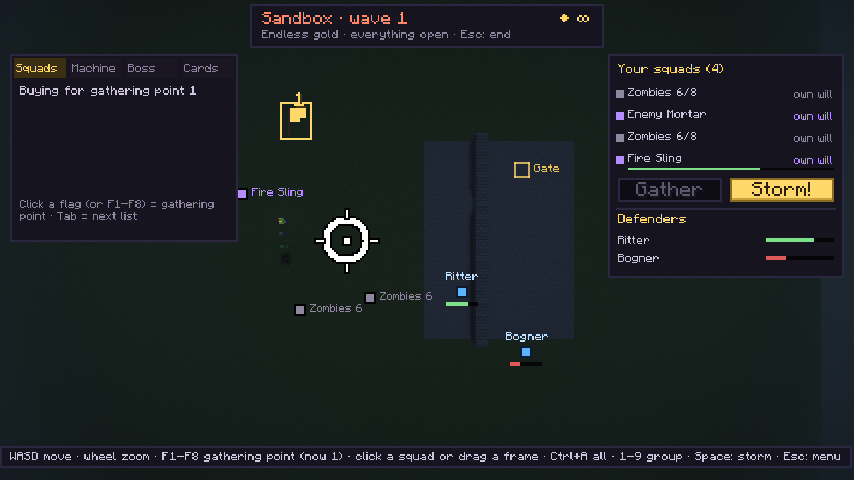 Sandbox · wave 1
∞
Endless gold · everything open · Esc: end
Squads Machine Boss Cards
Buying for gathering point 1
Click a flag (or F1-F8) = gathering
point · Tab = next list
1
Fire Sling
Zombies 6
Zombies 6
Gate
Ritter
Bogner
Your squads (4)
Zombies 6/8 own will
Enemy Mortar own will
Zombies 6/8 own will
Fire Sling own will
Gather Storm!
Defenders
Ritter
Bogner
WASD move · wheel zoom · F1-F8 gathering point (now 1) · click a squad or drag a frame · Ctrl+A all · 1-9 group · Space: storm · Esc: menu